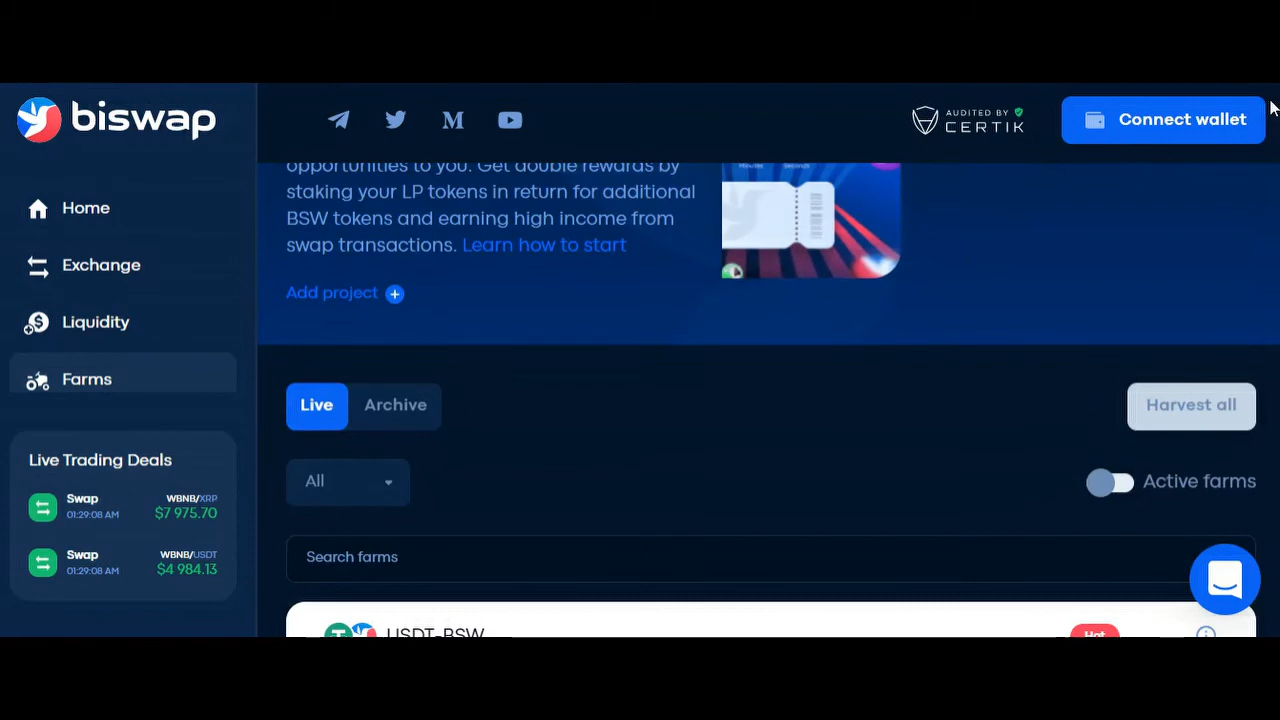 biswap
M
AUDITED BY
CERTIK
Connect wallet
Home
Exchange
Liquidity
Farms
Live Trading Deals
Swap
WBNB/XRP
01:29:08 AM
$7 975.70
Swap
WBNB/USDT
01:29:08 AM
$4 984.13
opportunities to you. Get double rewards by
staking your LP tokens in return for additional
BSW tokens and earning high income from
swap transactions. Learn how to start
Add project
Minutes Seconds
Live
Archive
Harvest all
All
Active farms
Search farms
USDT-BSW
Hot